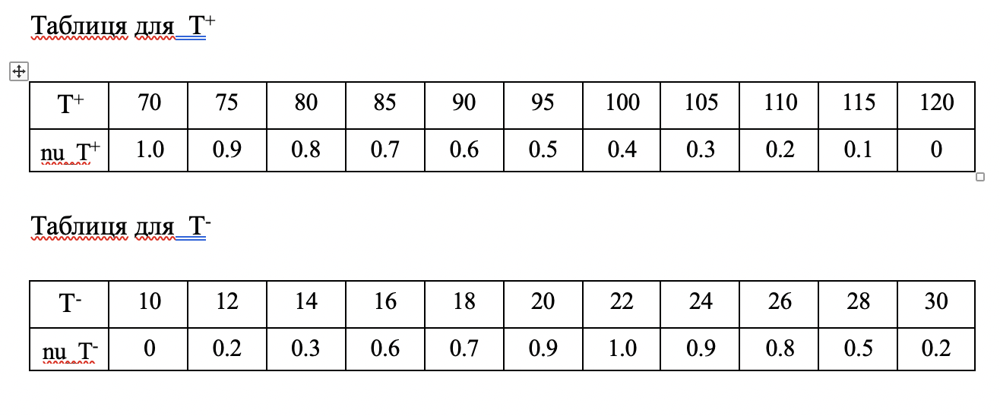 Таблиця для T⁺
T⁺ 70 75 80 85 90 95 100 105 110 115 120
nu_T⁺ 1.0 0.9 0.8 0.7 0.6 0.5 0.4 0.3 0.2 0.1 0
Таблиця для T⁻
T⁻ 10 12 14 16 18 20 22 24 26 28 30
nu_T⁻ 0 0.2 0.3 0.6 0.7 0.9 1.0 0.9 0.8 0.5 0.2